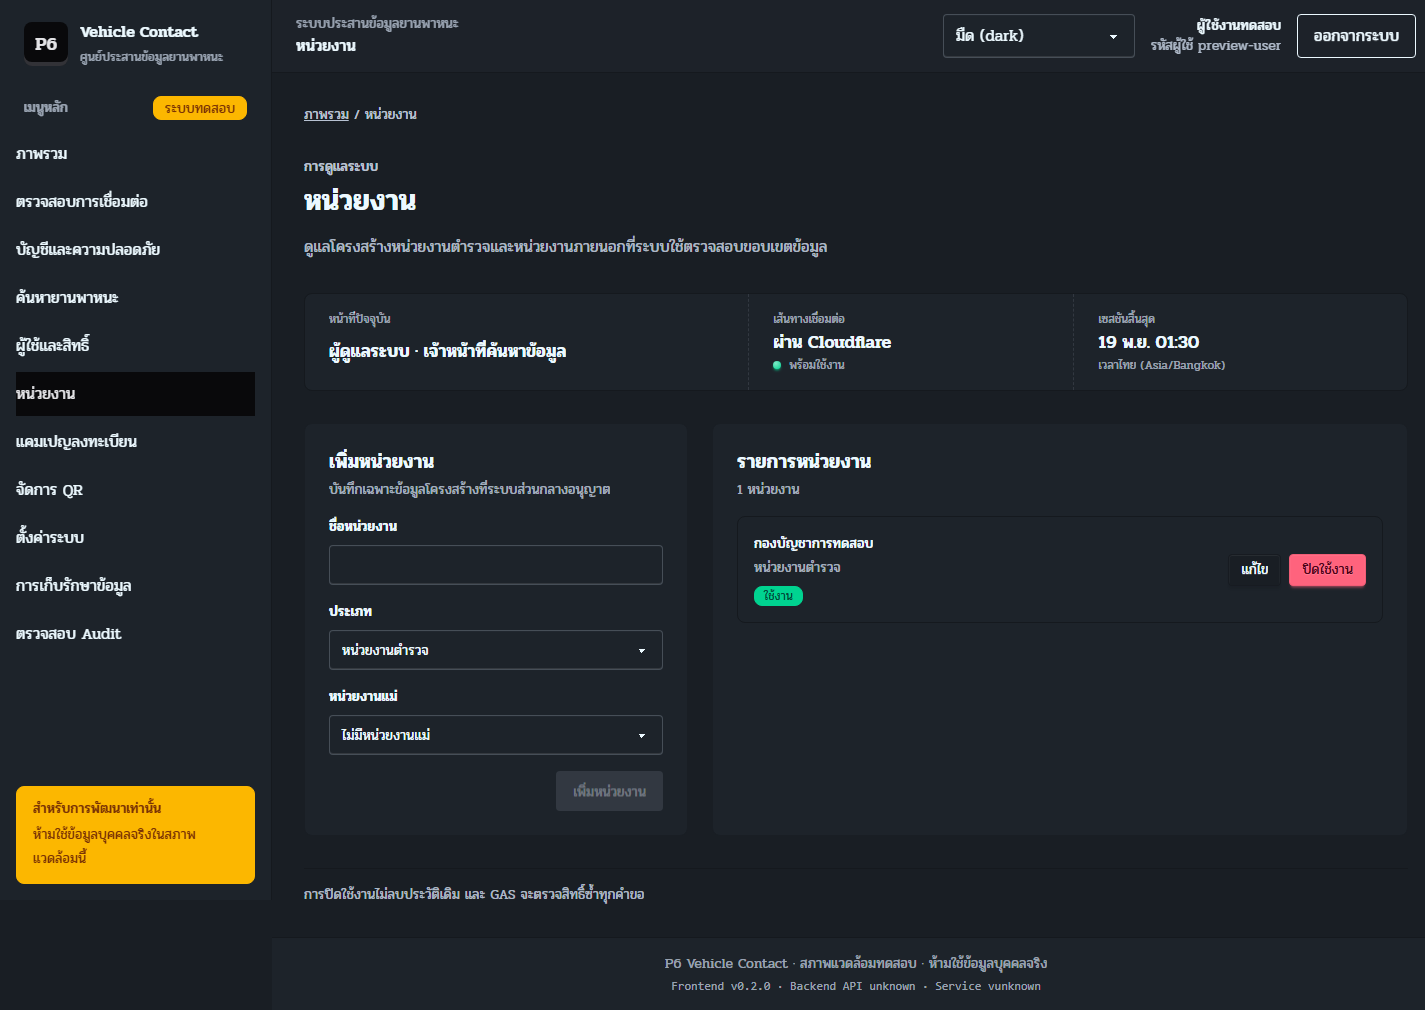 P6
Vehicle Contact
ศูนย์ประสานข้อมูลยานพาหนะ
เมนูหลัก
ระบบทดสอบ
ภาพรวม
ตรวจสอบการเชื่อมต่อ
บัญชีและความปลอดภัย
ค้นหายานพาหนะ
ผู้ใช้และสิทธิ์
หน่วยงาน
แคมเปญลงทะเบียน
จัดการ QR
ตั้งค่าระบบ
การเก็บรักษาข้อมูล
ตรวจสอบ Audit
สำหรับการพัฒนาเท่านั้น
ห้ามใช้ข้อมูลบุคคลจริงในสภาพ
แวดล้อมนี้
ระบบประสานข้อมูลยานพาหนะ
หน่วยงาน
มืด (dark)
ผู้ใช้งานทดสอบ
รหัสผู้ใช้ preview-user
ออกจากระบบ
ภาพรวม / หน่วยงาน
การดูแลระบบ
หน่วยงาน
ดูแลโครงสร้างหน่วยงานตำรวจและหน่วยงานภายนอกที่ระบบใช้ตรวจสอบขอบเขตข้อมูล
หน้าที่ปัจจุบัน
ผู้ดูแลระบบ · เจ้าหน้าที่ค้นหาข้อมูล
เส้นทางเชื่อมต่อ
ผ่าน Cloudflare
พร้อมใช้งาน
เซสชันสิ้นสุด
19 พ.ย. 01:30
เวลาไทย (Asia/Bangkok)
เพิ่มหน่วยงาน
บันทึกเฉพาะข้อมูลโครงสร้างที่ระบบส่วนกลางอนุญาต
ชื่อหน่วยงาน
ประเภท
หน่วยงานตำรวจ
หน่วยงานแม่
ไม่มีหน่วยงานแม่
เพิ่มหน่วยงาน
รายการหน่วยงาน
1 หน่วยงาน
กองบัญชาการทดสอบ
หน่วยงานตำรวจ
ใช้งาน
แก้ไข
ปิดใช้งาน
การปิดใช้งานไม่ลบประวัติเดิม และ GAS จะตรวจสิทธิ์ซ้ำทุกคำขอ
P6 Vehicle Contact · สภาพแวดล้อมทดสอบ · ห้ามใช้ข้อมูลบุคคลจริง
Frontend v0.2.0 · Backend API unknown · Service vunknown